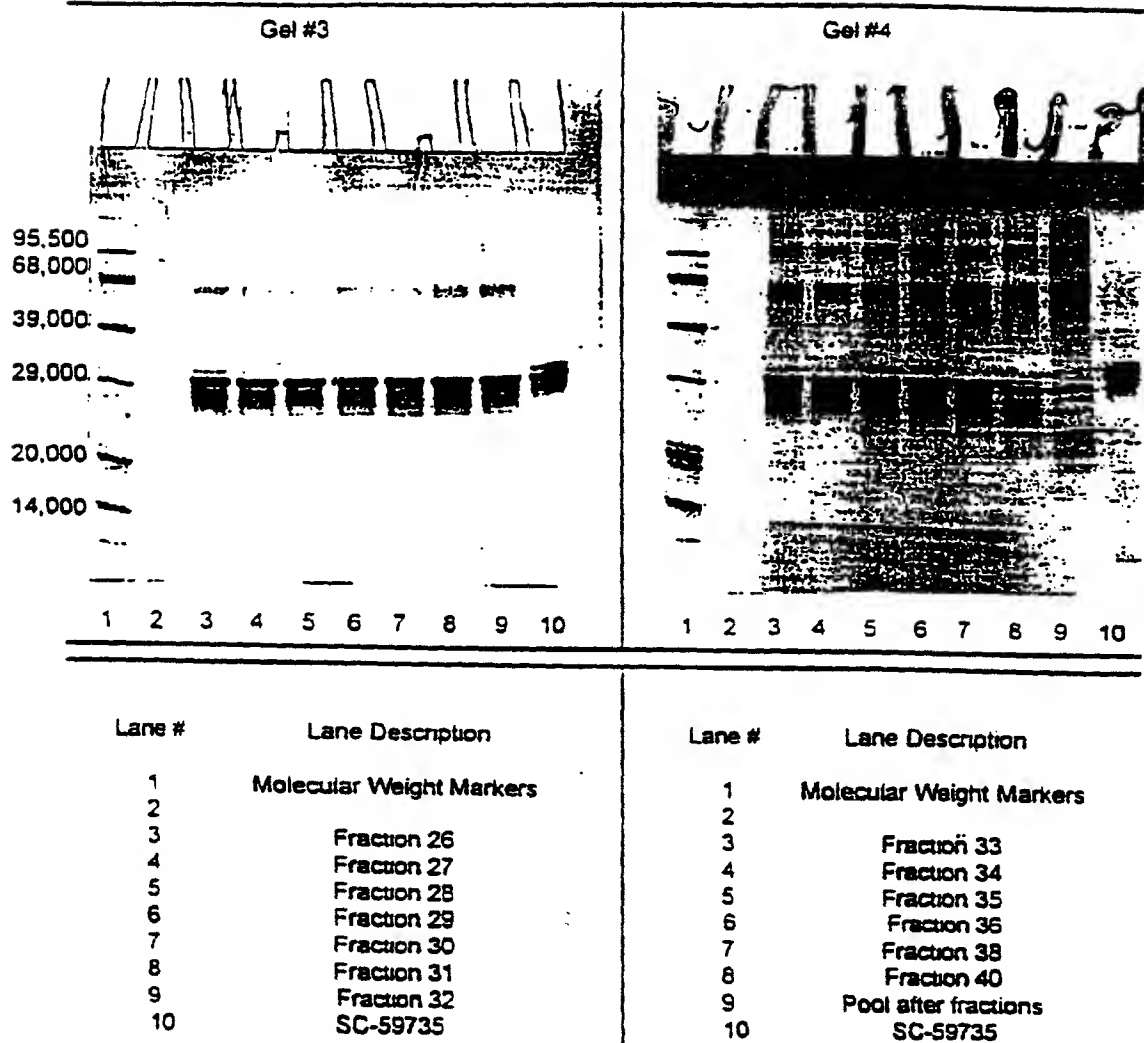 Gel #3
Gel #4
95,500
68,000
39,000
29,000
20,000
14,000
1 2 3 4 5 6 7 8 9 10
1 2 3 4 5 6 7 8 9 10
Lane # Lane Description
1 Molecular Weight Markers
2
3 Fraction 26
4 Fraction 27
5 Fraction 28
6 Fraction 29
7 Fraction 30
8 Fraction 31
9 Fraction 32
10 SC-59735
Lane # Lane Description
1 Molecular Weight Markers
2
3 Fraction 33
4 Fraction 34
5 Fraction 35
6 Fraction 36
7 Fraction 38
8 Fraction 40
9 Pool after fractions
10 SC-59735